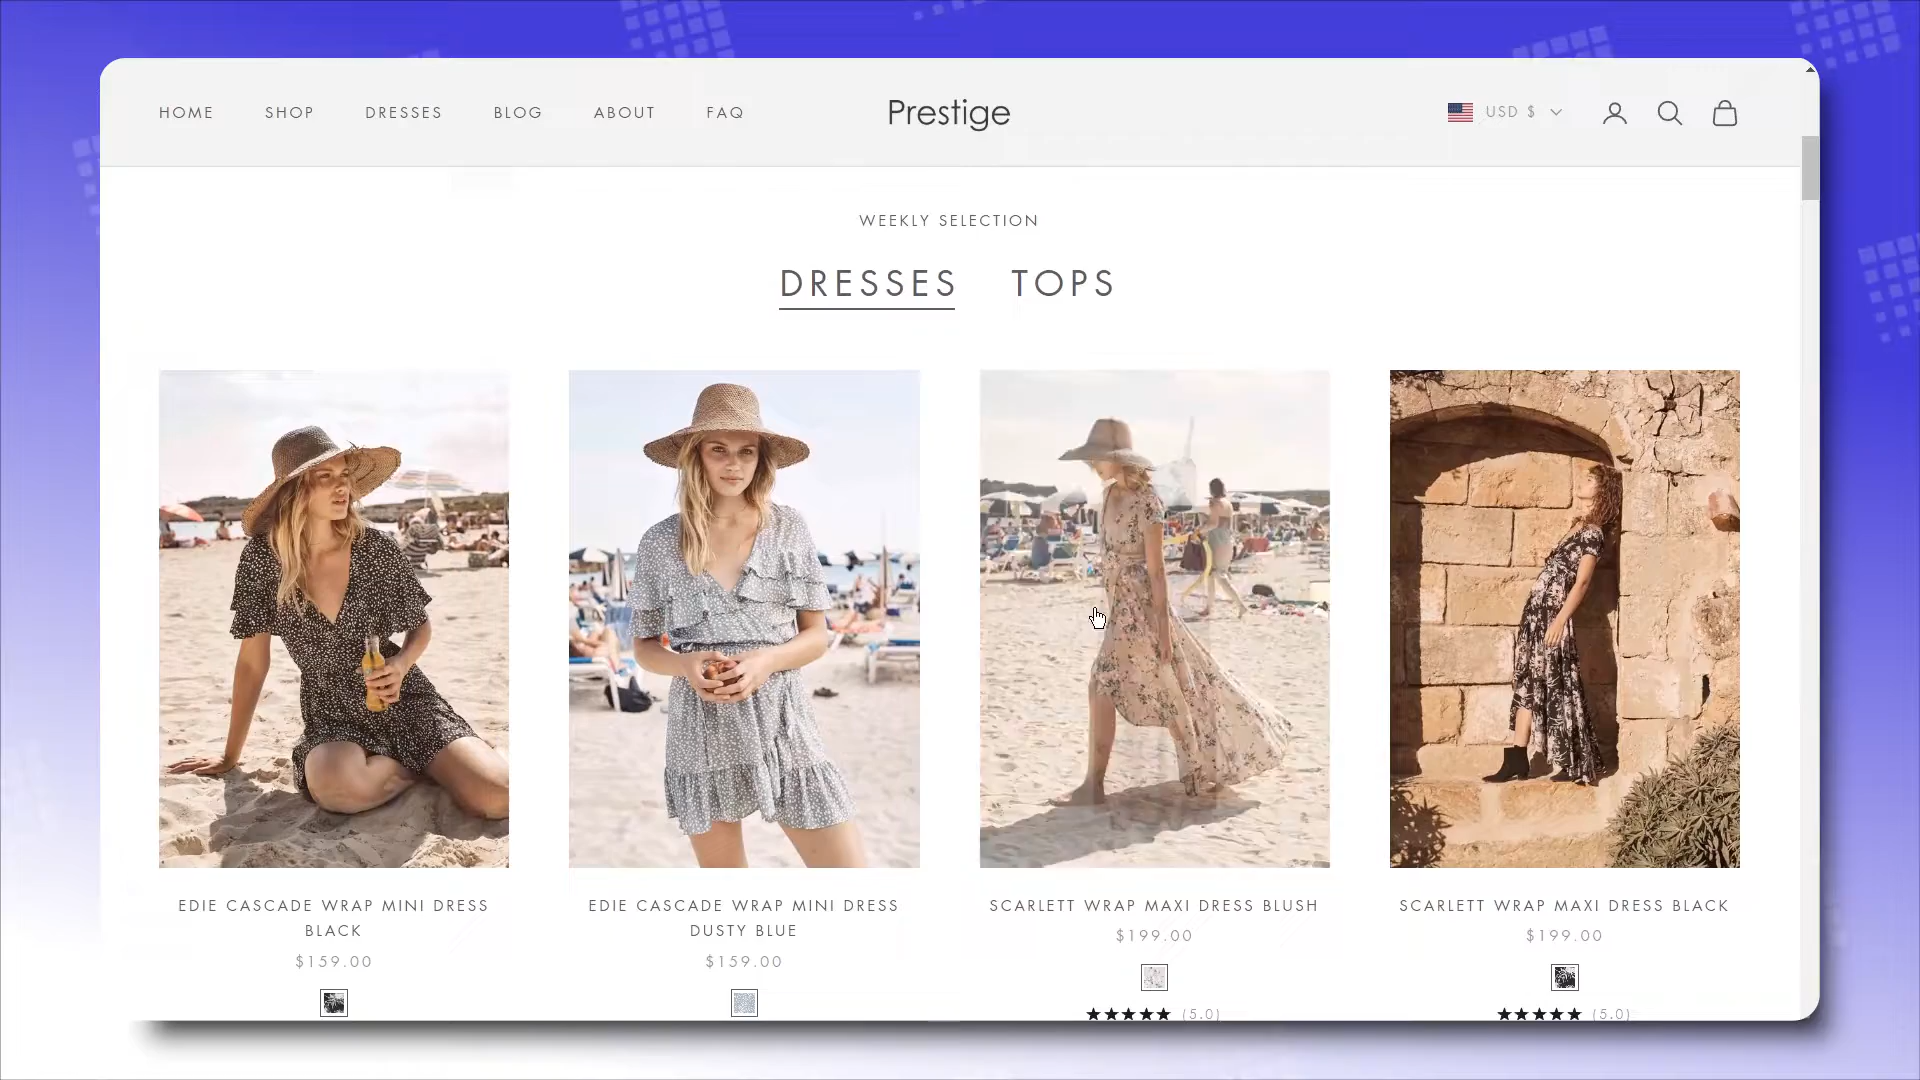 HOME SHOP DRESSES BLOG ABOUT FAQ Prestige USD $
WEEKLY SELECTION
DRESSES TOPS
EDIE CASCADE WRAP MINI DRESS
BLACK
$159.00
EDIE CASCADE WRAP MINI DRESS
DUSTY BLUE
$159.00
SCARLETT WRAP MAXI DRESS BLUSH
$199.00
★★★★★ (5.0)
SCARLETT WRAP MAXI DRESS BLACK
$199.00
★★★★★ (5.0)